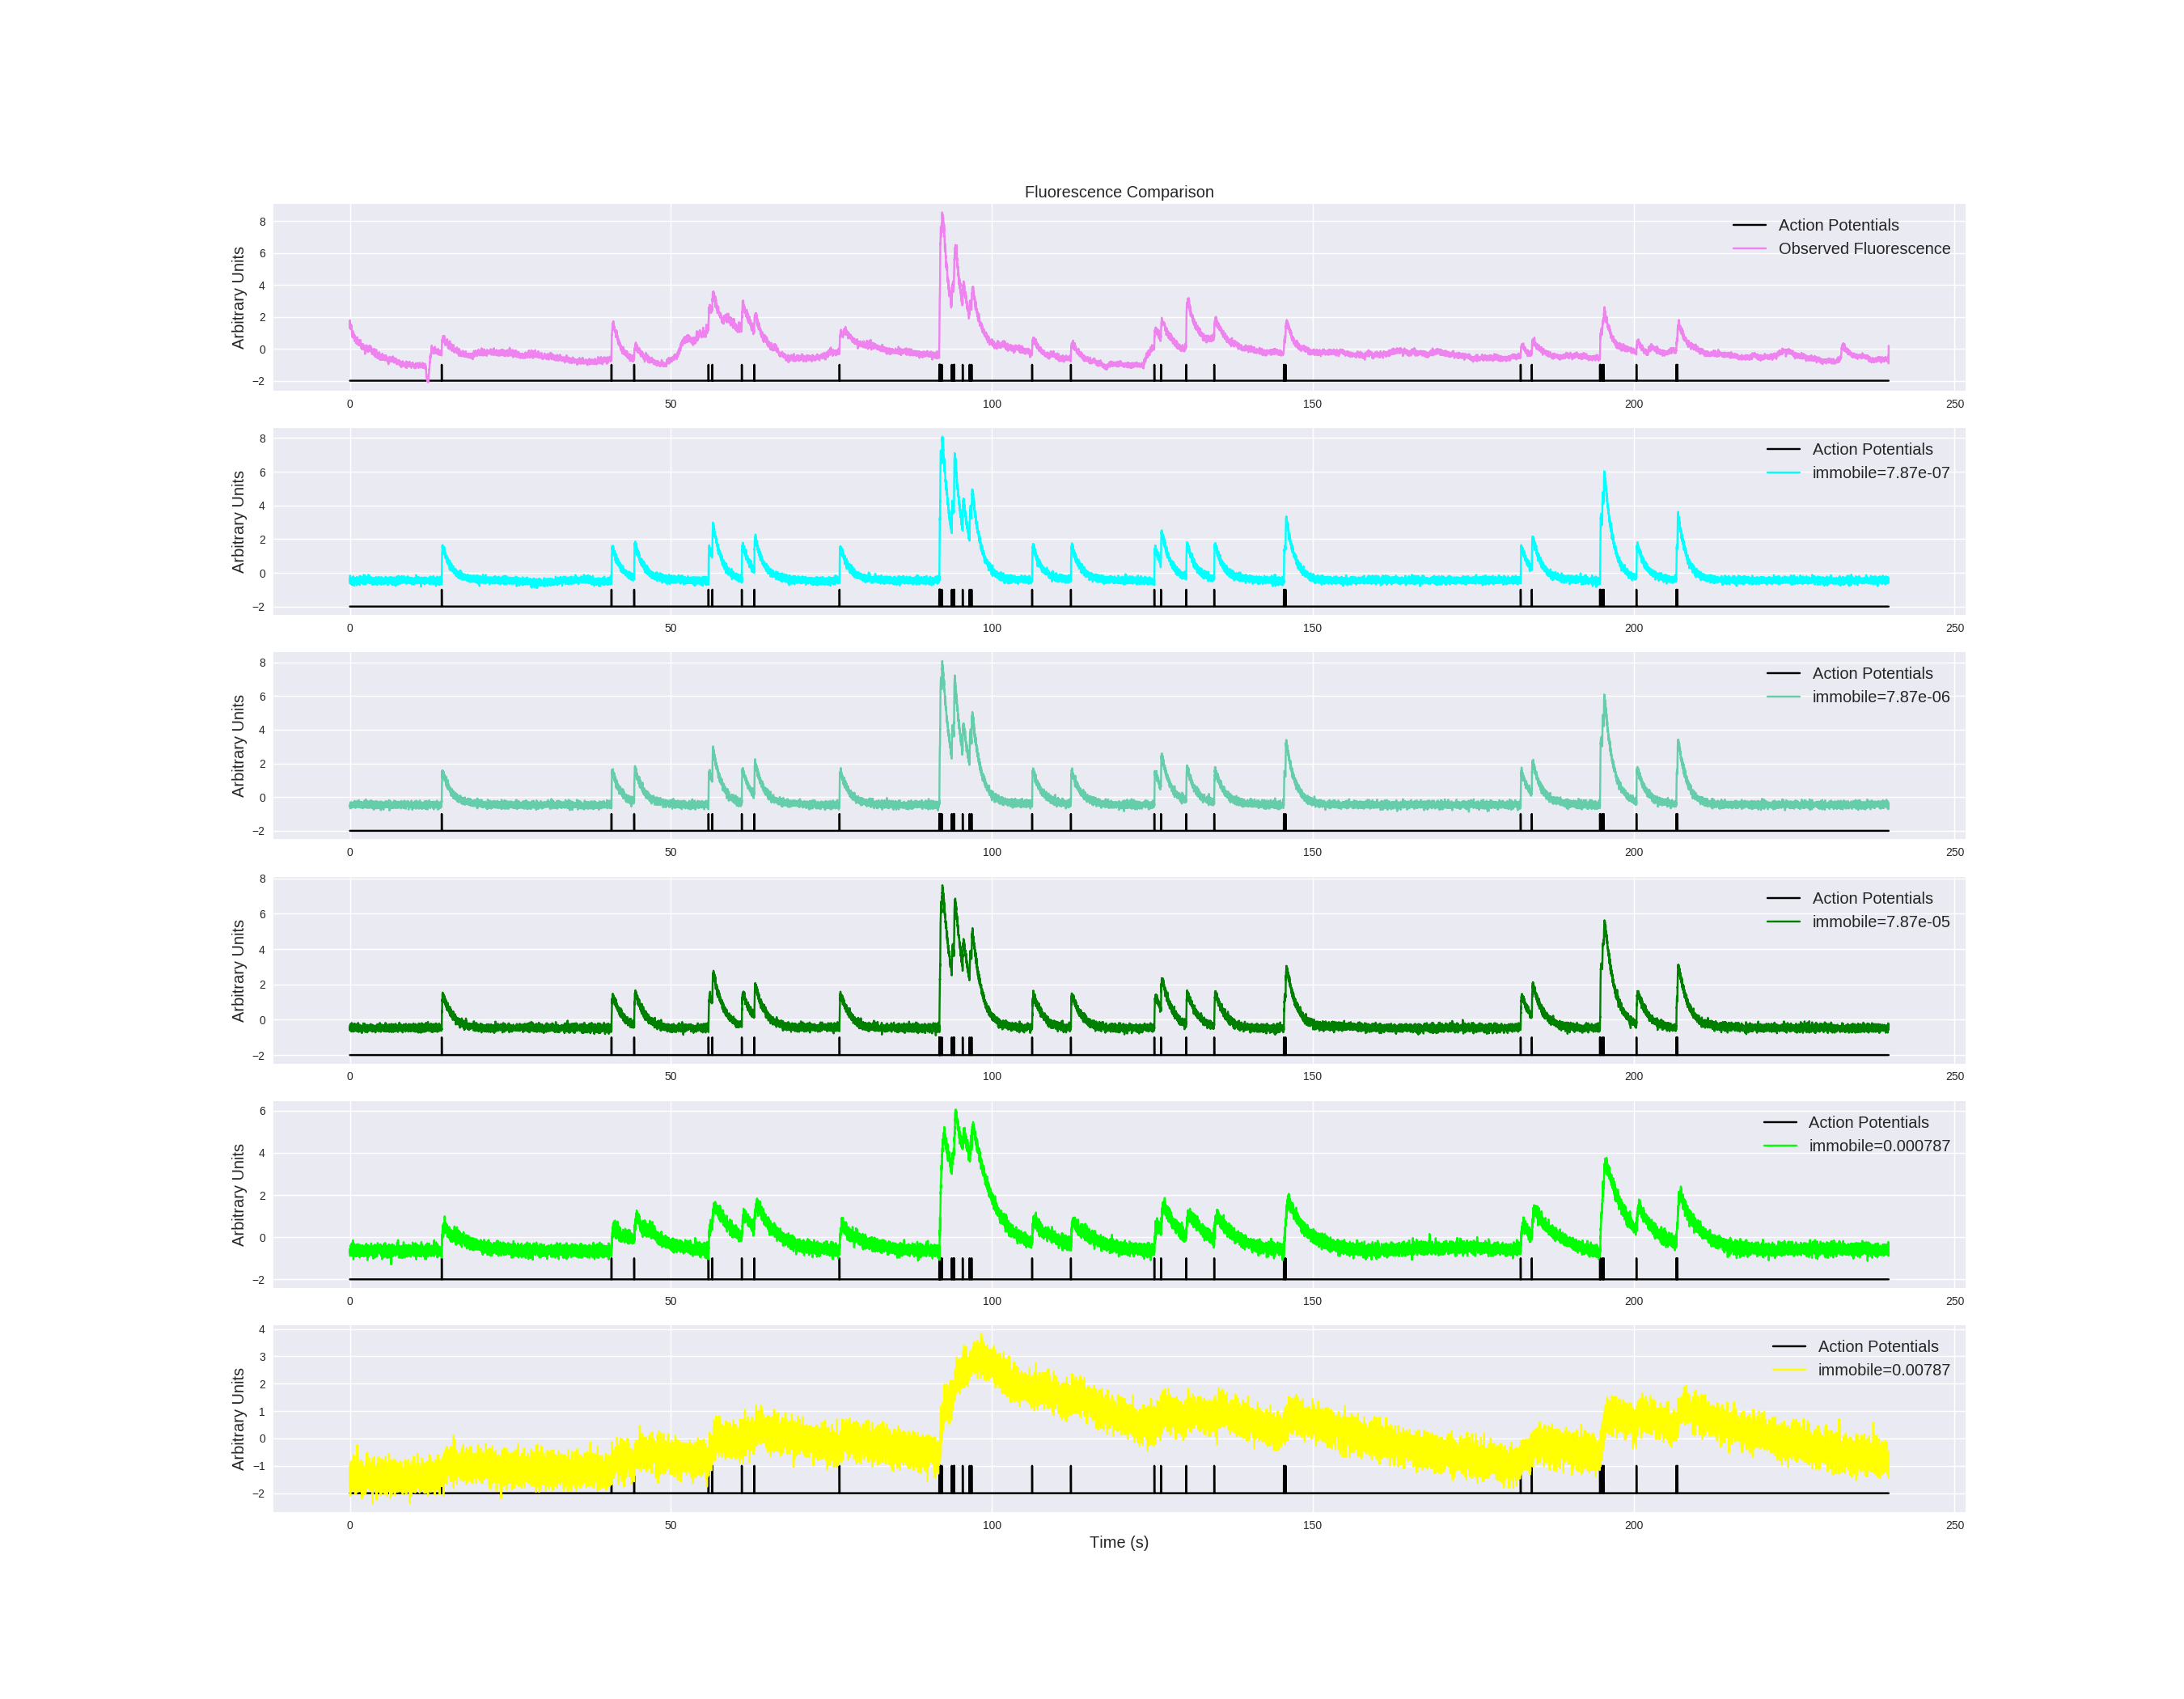 Fluorescence Comparison
Arbitrary Units
8
6
4
2
0
−2
Action Potentials
Observed Fluorescence
0 50 100 150 200 250
Arbitrary Units
8
6
4
2
0
−2
Action Potentials
immobile=7.87e-07
0 50 100 150 200 250
Arbitrary Units
8
6
4
2
0
−2
Action Potentials
immobile=7.87e-06
0 50 100 150 200 250
Arbitrary Units
8
6
4
2
0
−2
Action Potentials
immobile=7.87e-05
0 50 100 150 200 250
Arbitrary Units
6
4
2
0
−2
Action Potentials
immobile=0.000787
0 50 100 150 200 250
Arbitrary Units
4
3
2
1
0
−1
−2
Action Potentials
immobile=0.00787
0 50 100 150 200 250
Time (s)